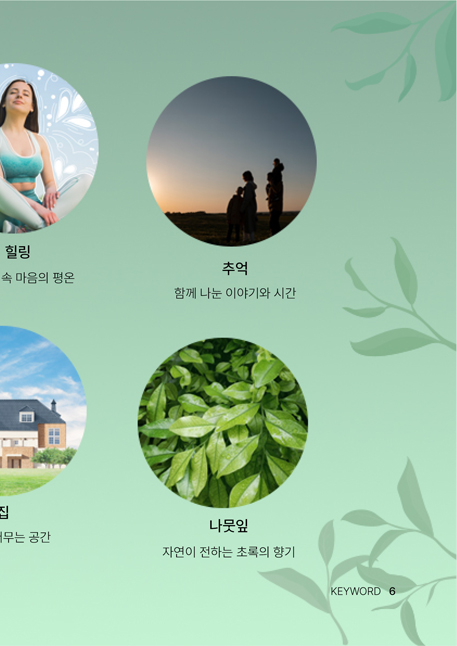 힐링
속 마음의 평온
추억
함께 나눈 이야기와 시간
집
머무는 공간
나뭇잎
자연이 전하는 초록의 향기
KEYWORD 6